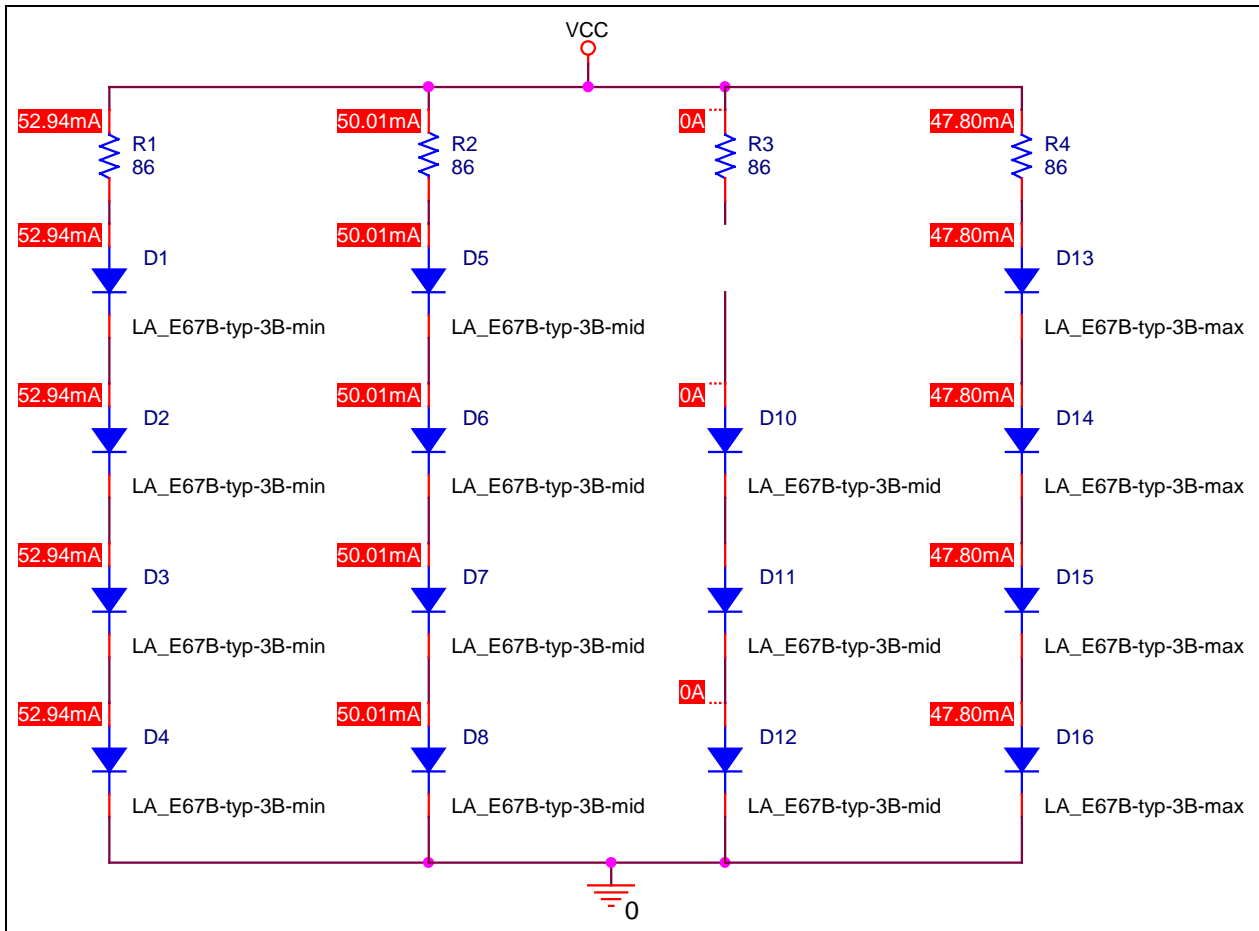 VCC
52.94mA
50.01mA
0A
47.80mA
R1
R2
R3
R4
86
86
86
86
52.94mA
50.01mA
47.80mA
D1
D5
D13
LA_E67B-typ-3B-min
LA_E67B-typ-3B-mid
LA_E67B-typ-3B-max
52.94mA
50.01mA
0A
47.80mA
D2
D6
D10
D14
LA_E67B-typ-3B-min
LA_E67B-typ-3B-mid
LA_E67B-typ-3B-mid
LA_E67B-typ-3B-max
52.94mA
50.01mA
47.80mA
D3
D7
D11
D15
LA_E67B-typ-3B-min
LA_E67B-typ-3B-mid
LA_E67B-typ-3B-mid
LA_E67B-typ-3B-max
52.94mA
50.01mA
0A
47.80mA
D4
D8
D12
D16
LA_E67B-typ-3B-min
LA_E67B-typ-3B-mid
LA_E67B-typ-3B-mid
LA_E67B-typ-3B-max
0